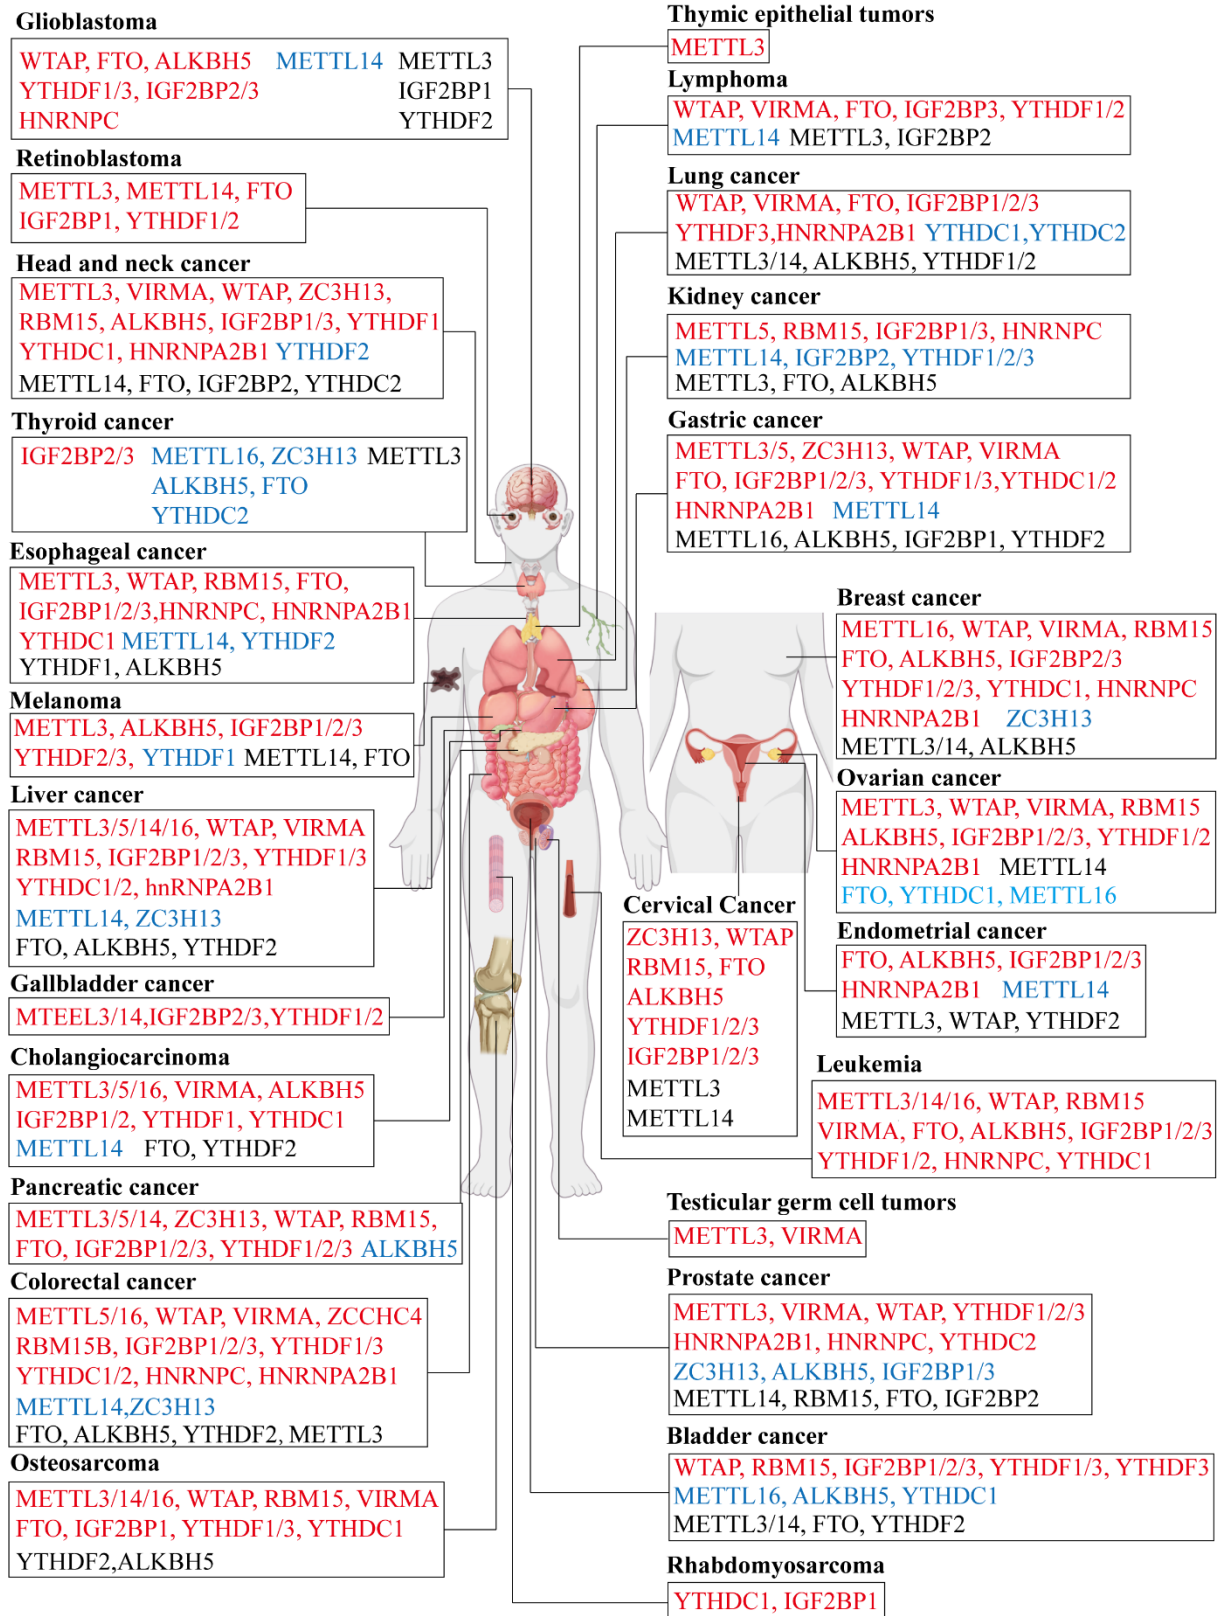 Glioblastoma
WTAP, FTO, ALKBH5 METTL14 METTL3
YTHDF1/3, IGF2BP2/3 IGF2BP1
HNRNPC YTHDF2
Retinoblastoma
METTL3, METTL14, FTO
IGF2BP1, YTHDF1/2
Head and neck cancer
METTL3, VIRMA, WTAP, ZC3H13,
RBM15, ALKBH5, IGF2BP1/3, YTHDF1
YTHDC1, HNRNPA2B1 YTHDF2
METTL14, FTO, IGF2BP2, YTHDC2
Thyroid cancer
IGF2BP2/3 METTL16, ZC3H13 METTL3
ALKBH5, FTO
YTHDC2
Esophageal cancer
METTL3, WTAP, RBM15, FTO,
IGF2BP1/2/3,HNRNPC, HNRNPA2B1
YTHDC1 METTL14, YTHDF2
YTHDF1, ALKBH5
Melanoma
METTL3, ALKBH5, IGF2BP1/2/3
YTHDF2/3, YTHDF1 METTL14, FTO
Liver cancer
METTL3/5/14/16, WTAP, VIRMA
RBM15, IGF2BP1/2/3, YTHDF1/3
YTHDC1/2, hnRNPA2B1
METTL14, ZC3H13
FTO, ALKBH5, YTHDF2
Gallbladder cancer
MTEEL3/14,IGF2BP2/3,YTHDF1/2
Cholangiocarcinoma
METTL3/5/16, VIRMA, ALKBH5
IGF2BP1/2, YTHDF1, YTHDC1
METTL14 FTO, YTHDF2
Pancreatic cancer
METTL3/5/14, ZC3H13, WTAP, RBM15,
FTO, IGF2BP1/2/3, YTHDF1/2/3 ALKBH5
Colorectal cancer
METTL5/16, WTAP, VIRMA, ZCCHC4
RBM15B, IGF2BP1/2/3, YTHDF1/3
YTHDC1/2, HNRNPC, HNRNPA2B1
METTL14,ZC3H13
FTO, ALKBH5, YTHDF2, METTL3
Osteosarcoma
METTL3/14/16, WTAP, RBM15, VIRMA
FTO, IGF2BP1, YTHDF1/3, YTHDC1
YTHDF2,ALKBH5
Thymic epithelial tumors
METTL3
Lymphoma
WTAP, VIRMA, FTO, IGF2BP3, YTHDF1/2
METTL14 METTL3, IGF2BP2
Lung cancer
WTAP, VIRMA, FTO, IGF2BP1/2/3
YTHDF3,HNRNPA2B1 YTHDC1,YTHDC2
METTL3/14, ALKBH5, YTHDF1/2
Kidney cancer
METTL5, RBM15, IGF2BP1/3, HNRNPC
METTL14, IGF2BP2, YTHDF1/2/3
METTL3, FTO, ALKBH5
Gastric cancer
METTL3/5, ZC3H13, WTAP, VIRMA
FTO, IGF2BP1/2/3, YTHDF1/3,YTHDC1/2
HNRNPA2B1 METTL14
METTL16, ALKBH5, IGF2BP1, YTHDF2
Breast cancer
METTL16, WTAP, VIRMA, RBM15
FTO, ALKBH5, IGF2BP2/3
YTHDF1/2/3, YTHDC1, HNRNPC
HNRNPA2B1 ZC3H13
METTL3/14, ALKBH5
Ovarian cancer
METTL3, WTAP, VIRMA, RBM15
ALKBH5, IGF2BP1/2/3, YTHDF1/2
HNRNPA2B1 METTL14
FTO, YTHDC1, METTL16
Endometrial cancer
FTO, ALKBH5, IGF2BP1/2/3
HNRNPA2B1 METTL14
METTL3, WTAP, YTHDF2
Cervical Cancer
ZC3H13, WTAP
RBM15, FTO
ALKBH5
YTHDF1/2/3
IGF2BP1/2/3
METTL3
METTL14
Leukemia
METTL3/14/16, WTAP, RBM15
VIRMA, FTO, ALKBH5, IGF2BP1/2/3
YTHDF1/2, HNRNPC, YTHDC1
Testicular germ cell tumors
METTL3, VIRMA
Prostate cancer
METTL3, VIRMA, WTAP, YTHDF1/2/3
HNRNPA2B1, HNRNPC, YTHDC2
ZC3H13, ALKBH5, IGF2BP1/3
METTL14, RBM15, FTO, IGF2BP2
Bladder cancer
WTAP, RBM15, IGF2BP1/2/3, YTHDF1/3, YTHDF3
METTL16, ALKBH5, YTHDC1
METTL3/14, FTO, YTHDF2
Rhabdomyosarcoma
YTHDC1, IGF2BP1